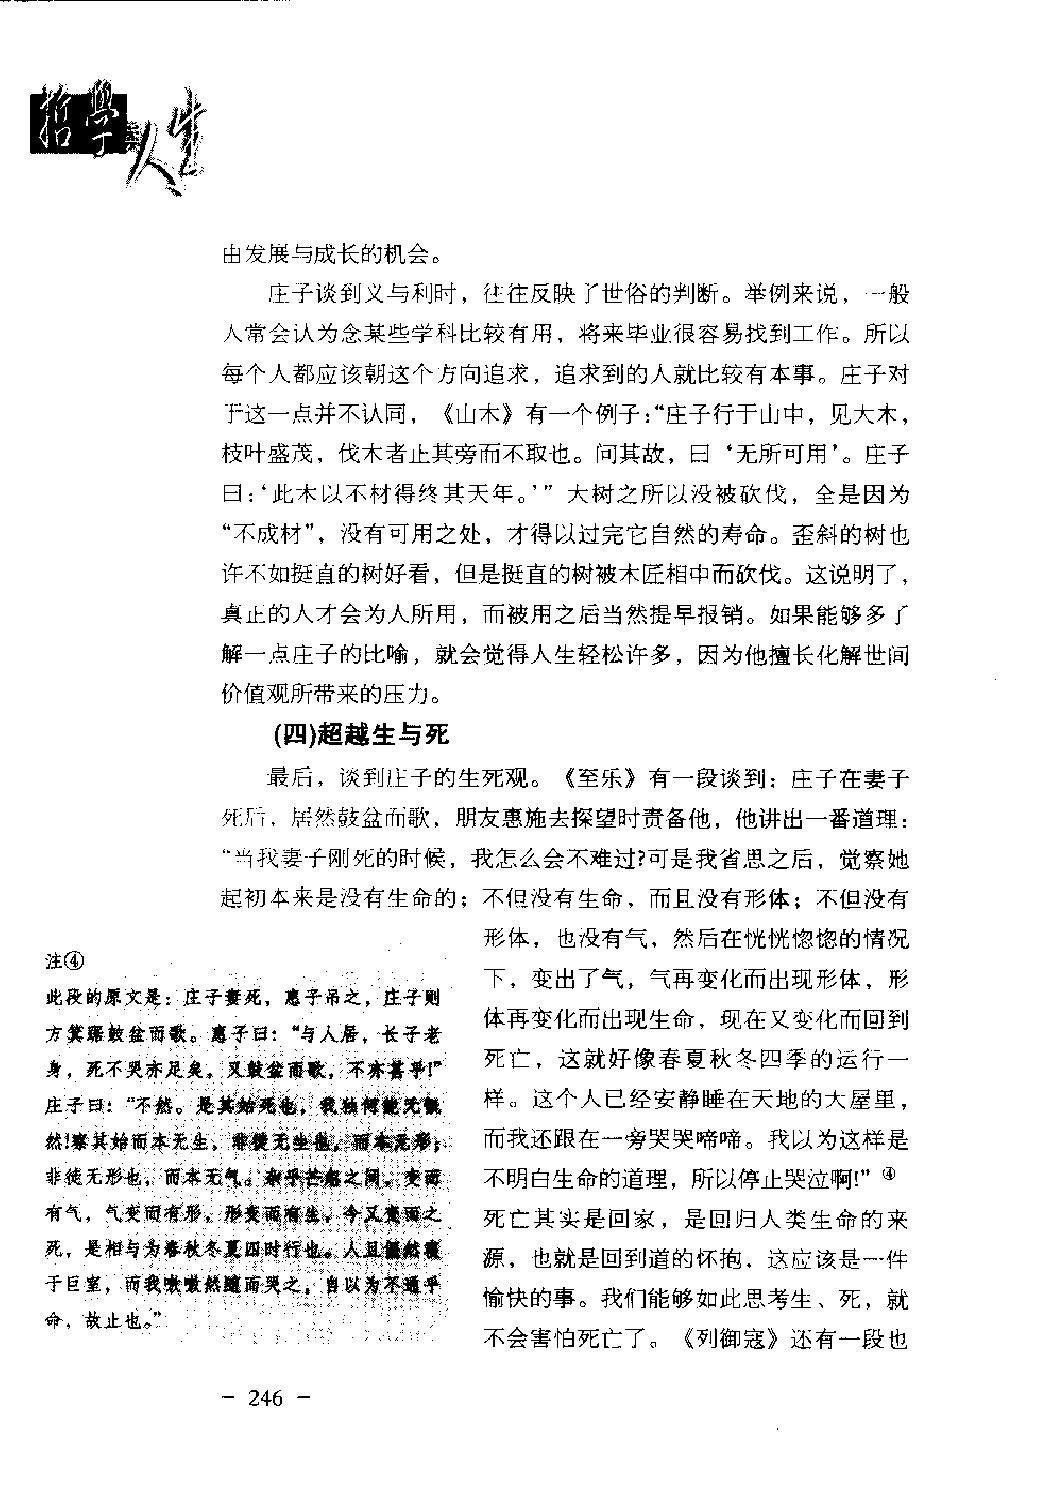 哲學與人生
由发展与成长的机会。
庄子谈到义与利时，往往反映了世俗的判断。举例来说，一般
人常会认为念某些学科比较有用，将来毕业很容易找到工作。所以
每个人都应该朝这个方向追求，追求到的人就比较有本事。庄子对
于这一点并不认同，《山木》有一个例子:“庄子行于山中，见大木，
枝叶盛茂，伐木者止其旁而不取也。问其故，曰‘无所可用’。庄子
曰:‘此木以不材得终其天年。’”大树之所以没被砍伐，全是因为
“不成材”，没有可用之处，才得以过完它自然的寿命。歪斜的树也
许不如挺直的树好看，但是挺直的树被木匠相中而砍伐。这说明了，
真正的人才会为人所用，而被用之后当然提早报销。如果能够多了
解一点庄子的比喻，就会觉得人生轻松许多，因为他擅长化解世间
价值观所带来的压力。
(四)超越生与死
最后，谈到庄子的生死观。《至乐》有一段谈到：庄子在妻子
死后，居然鼓盆而歌，朋友惠施去探望时责备他，他讲出一番道理：
“当我妻子刚死的时候，我怎么会不难过?可是我省思之后，觉察她
起初本来是没有生命的；不但没有生命，而且没有形体；不但没有
形体，也没有气，然后在恍恍惚惚的情况
下，变出了气，气再变化而出现形体，形
体再变化而出现生命，现在又变化而回到
死亡，这就好像春夏秋冬四季的运行一
样。这个人已经安静睡在天地的大屋里，
而我还跟在一旁哭哭啼啼。我以为这样是
不明白生命的道理，所以停止哭泣啊!”④
死亡其实是回家，是回归人类生命的来
源，也就是回到道的怀抱，这应该是一件
愉快的事。我们能够如此思考生、死，就
不会害怕死亡了。《列御寇》还有一段也
注④
此段的原文是：庄子妻死，惠子吊之，庄子则
方箕踞鼓盆而歌。惠子曰：“与人居，长子老
身，死不哭亦足矣，又鼓盆而歌，不亦甚乎!”
庄子曰：“不然。是其始死也，我独何能无慨
然!察其始而本无生，非徒无生也，而本无形；
非徒无形也，而本无气。杂乎芒芴之间，变而
有气，气变而有形，形变而有生，今又变而之
死，是相与为春秋冬夏四时行也。人且偃然寝
于巨室，而我嗷嗷然随而哭之，自以为不通乎
命，故止也。”
－ 246 －